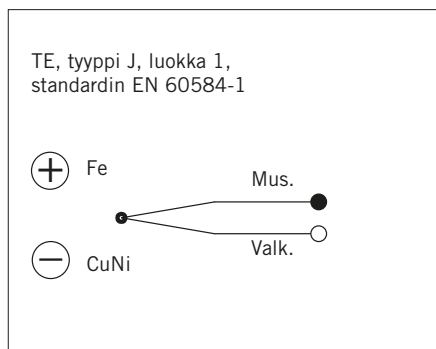 TE, tyyppi J, luokka 1,
standardin EN 60584-1
Fe
Mus.
Valk.
CuNi